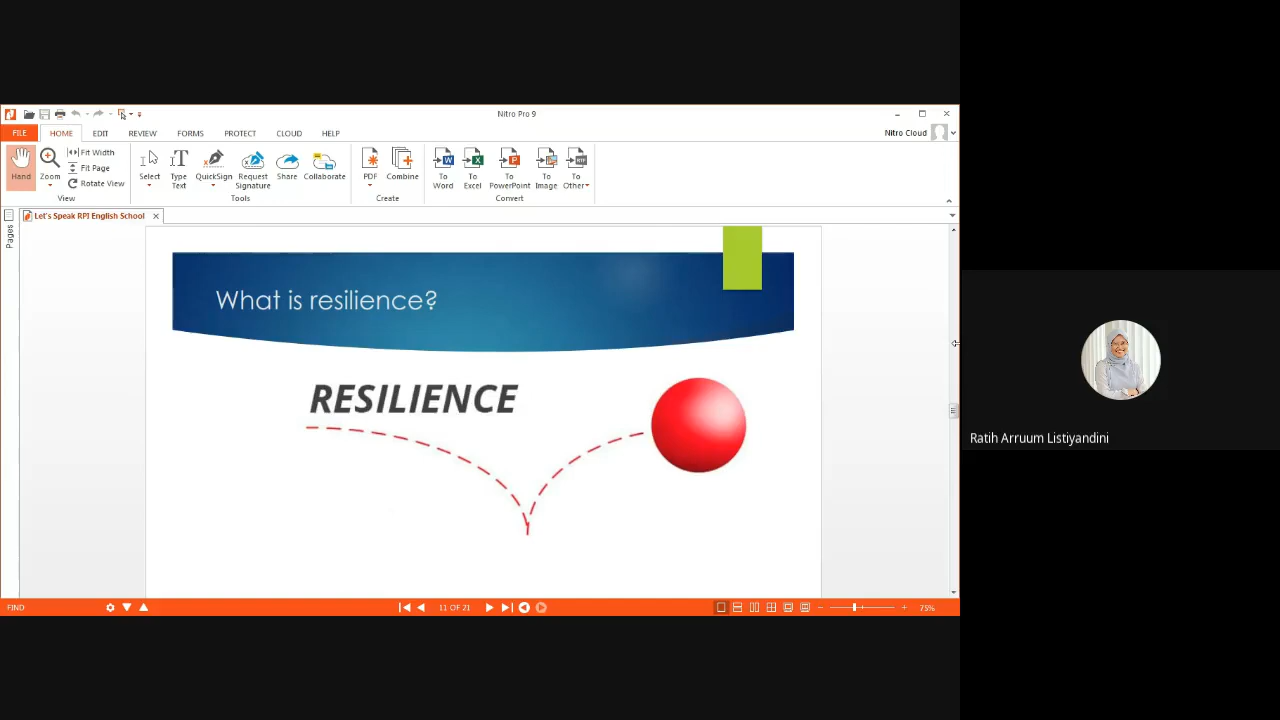 Nitro Pro 9
FILE HOME EDIT REVIEW FORMS PROTECT CLOUD HELP
Nitro Cloud
Hand
Zoom
Fit Width
Fit Page
Rotate View
View
Select
Type Text
QuickSign
Request Signature
Share
Collaborate
Tools
PDF
Combine
Create
To Word
To Excel
To PowerPoint
To Image
To Other
Convert
Pages
Let's Speak RPI English School
What is resilience?
RESILIENCE
Ratih Arruum Listiyandini
FIND
11 OF 21
75%